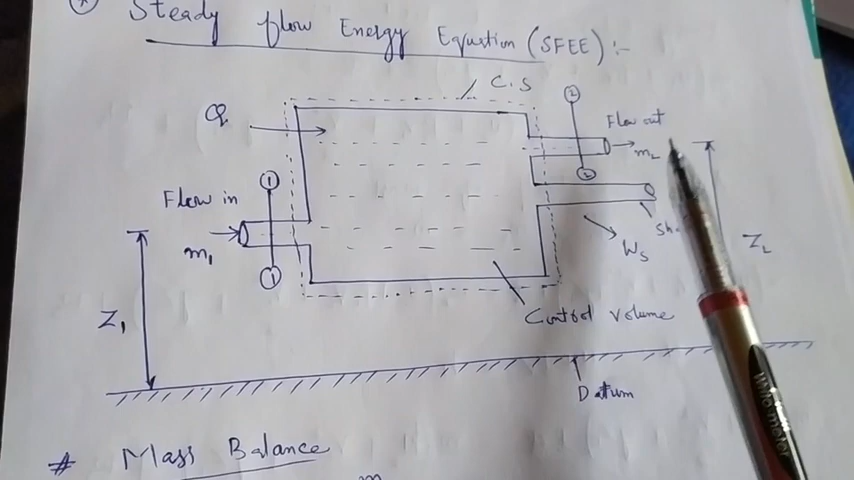 Steady flow Energy Equation (SFEE) :-
C.S
Q
2
Flow out
m2
2
1
Flow in
m1
1
Ws
Z2
Z1
Control Volume
Datum
# Mass Balance
m